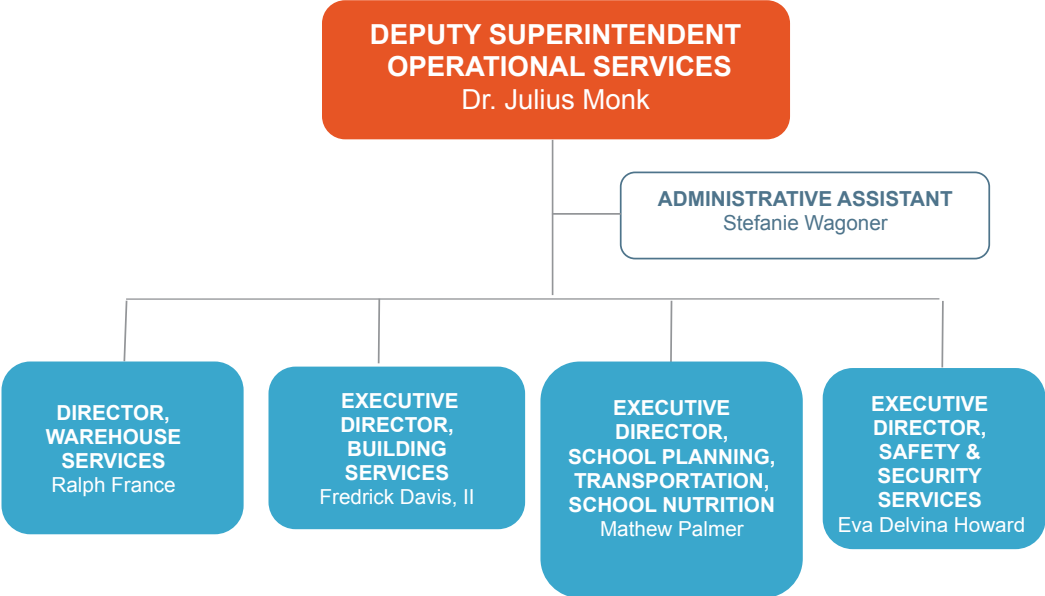 DEPUTY SUPERINTENDENT
OPERATIONAL SERVICES
Dr. Julius Monk
ADMINISTRATIVE ASSISTANT
Stefanie Wagoner
DIRECTOR,
WAREHOUSE
SERVICES
Ralph France
EXECUTIVE
DIRECTOR,
BUILDING
SERVICES
Fredrick Davis, II
EXECUTIVE
DIRECTOR,
SCHOOL PLANNING,
TRANSPORTATION,
SCHOOL NUTRITION
Mathew Palmer
EXECUTIVE
DIRECTOR,
SAFETY &
SECURITY
SERVICES
Eva Delvina Howard